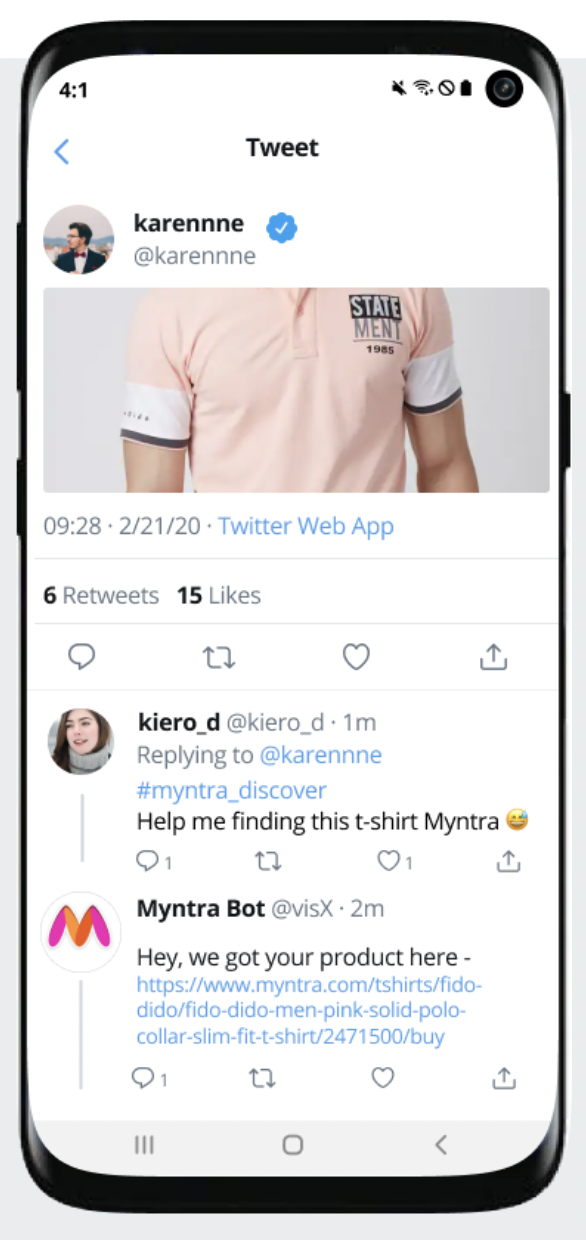 4:1
Tweet
karennne
@karennne
STATE
MENT
1985
09:28 · 2/21/20 · Twitter Web App
6 Retweets 15 Likes
kiero_d @kiero_d · 1m
Replying to @karennne
#myntra_discover
Help me finding this t-shirt Myntra 😅
1 1
Myntra Bot @visX · 2m
Hey, we got your product here -
https://www.myntra.com/tshirts/fido-
dido/fido-dido-men-pink-solid-polo-
collar-slim-fit-t-shirt/2471500/buy
1